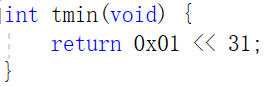 int tmin(void) {
    return 0x01 << 31;
}